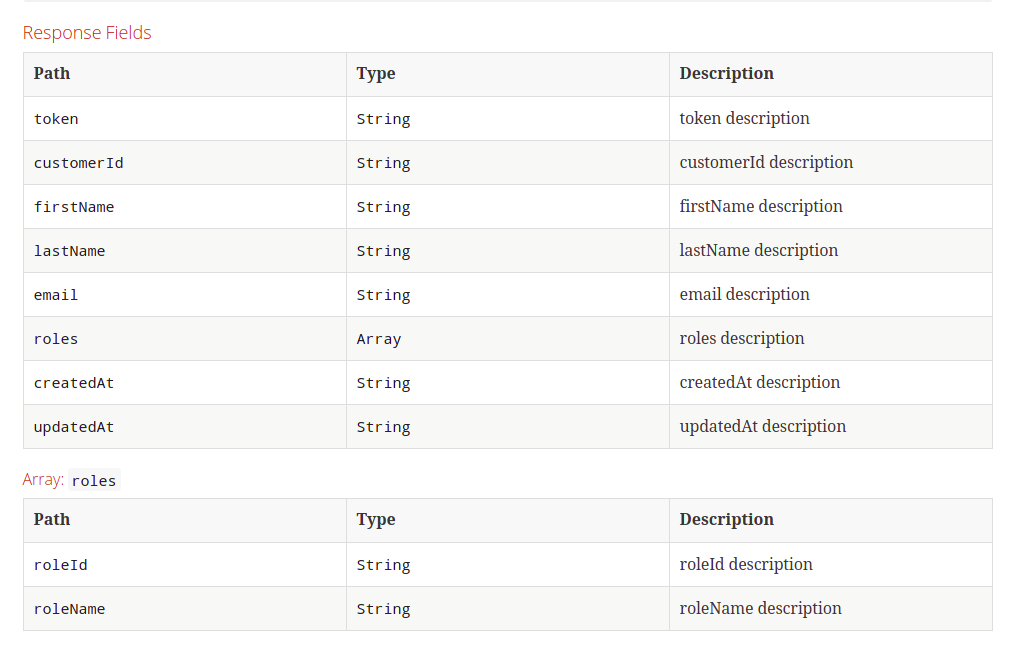 Response Fields
Path Type Description
token String token description
customerId String customerId description
firstName String firstName description
lastName String lastName description
email String email description
roles Array roles description
createdAt String createdAt description
updatedAt String updatedAt description
Array: roles
Path Type Description
roleId String roleId description
roleName String roleName description